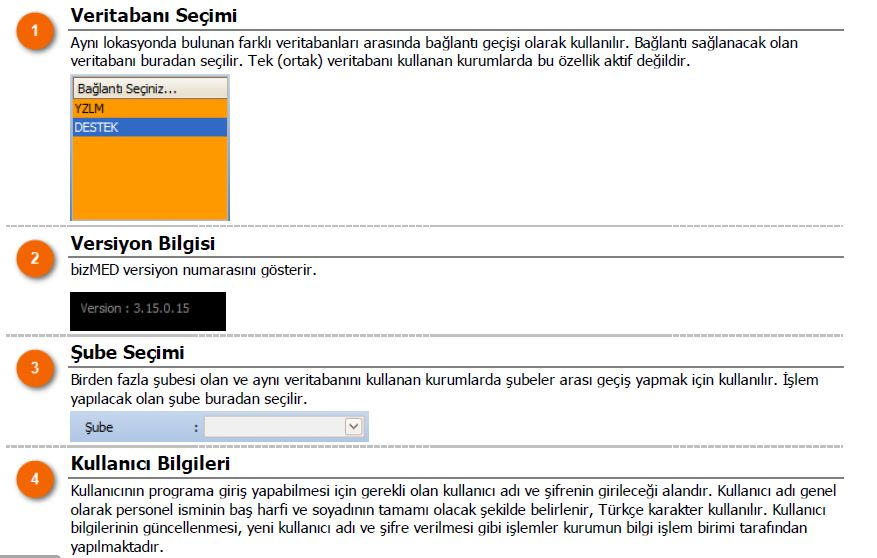 1
Veritabanı Seçimi
Aynı lokasyonda bulunan farklı veritabanları arasında bağlantı geçişi olarak kullanılır. Bağlantı sağlanacak olan
veritabanı buradan seçilir. Tek (ortak) veritabanı kullanan kurumlarda bu özellik aktif değildir.
Bağlantı Seçiniz...
YZLM
DESTEK
2
Versiyon Bilgisi
bizMED versiyon numarasını gösterir.
Version : 3.15.0.15
3
Şube Seçimi
Birden fazla şubesi olan ve aynı veritabanını kullanan kurumlarda şubeler arası geçiş yapmak için kullanılır. İşlem
yapılacak olan şube buradan seçilir.
Şube :
4
Kullanıcı Bilgileri
Kullanıcının programa giriş yapabilmesi için gerekli olan kullanıcı adı ve şifrenin girileceği alandır. Kullanıcı adı genel
olarak personel isminin baş harfi ve soyadının tamamı olacak şekilde belirlenir, Türkçe karakter kullanılır. Kullanıcı
bilgilerinin güncellenmesi, yeni kullanıcı adı ve şifre verilmesi gibi işlemler kurumun bilgi işlem birimi tarafından
yapılmaktadır.